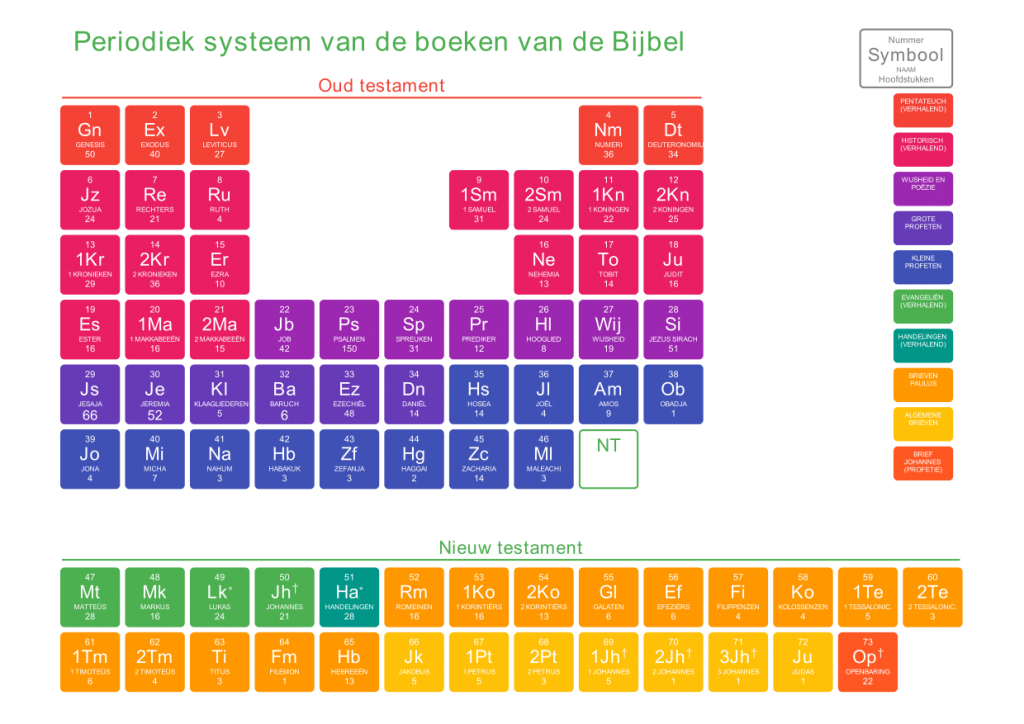 Periodiek systeem van de boeken van de Bijbel
Nummer
Symbool
NAAM
Hoofdstukken
Oud testament
1
Gn
GENESIS
50
2
Ex
EXODUS
40
3
Lv
LEVITICUS
27
4
Nm
NUMERI
36
5
Dt
DEUTERONOMIU
34
6
Jz
JOZUA
24
7
Re
RECHTERS
21
8
Ru
RUTH
4
9
1Sm
1 SAMUEL
31
10
2Sm
2 SAMUEL
24
11
1Kn
1 KONINGEN
22
12
2Kn
2 KONINGEN
25
13
1Kr
1 KRONIEKEN
29
14
2Kr
2 KRONIEKEN
36
15
Er
EZRA
10
16
Ne
NEHEMIA
13
17
To
TOBIT
14
18
Ju
JUDIT
16
19
Es
ESTER
16
20
1Ma
1 MAKKABEEËN
16
21
2Ma
2 MAKKABEEËN
15
22
Jb
JOB
42
23
Ps
PSALMEN
150
24
Sp
SPREUKEN
31
25
Pr
PREDIKER
12
26
Hl
HOOGLIED
8
27
Wij
WIJSHEID
19
28
Si
JEZUS SIRACH
51
29
Js
JESAJA
66
30
Je
JEREMIA
52
31
Kl
KLAAGLIEDEREN
5
32
Ba
BARUCH
6
33
Ez
EZECHIËL
48
34
Dn
DANIËL
14
35
Hs
HOSEA
14
36
Jl
JOËL
4
37
Am
AMOS
9
38
Ob
OBADJA
1
39
Jo
JONA
4
40
Mi
MICHA
7
41
Na
NAHUM
3
42
Hb
HABAKUK
3
43
Zf
ZEFANJA
3
44
Hg
HAGGAI
2
45
Zc
ZACHARIA
14
46
Ml
MALEACHI
3
NT
PENTATEUCH
(VERHALEND)
HISTORISCH
(VERHALEND)
WIJSHEID EN
POËZIE
GROTE
PROFETEN
KLEINE
PROFETEN
EVANGELIËN
(VERHALEND)
HANDELINGEN
(VERHALEND)
BRIEVEN
PAULUS
ALGEMENE
BRIEVEN
BRIEF
JOHANNES
(PROFETIE)
Nieuw testament
47
Mt
MATTEÜS
28
48
Mk
MARKUS
16
49
Lk*
LUKAS
24
50
Jh†
JOHANNES
21
51
Ha*
HANDELINGEN
28
52
Rm
ROMEINEN
16
53
1Ko
1 KORINTIËRS
16
54
2Ko
2 KORINTIËRS
13
55
Gl
GALATEN
6
56
Ef
EFEZIËRS
6
57
Fi
FILIPPENZEN
4
58
Ko
KOLOSSENZEN
4
59
1Te
1 TESSALONIC.
5
60
2Te
2 TESSALONIC.
3
61
1Tm
1 TIMOTEÜS
6
62
2Tm
2 TIMOTEÜS
4
63
Ti
TITUS
3
64
Fm
FILEMON
1
65
Hb
HEBREEËN
13
66
Jk
JAKOBUS
5
67
1Pt
1 PETRUS
5
68
2Pt
2 PETRUS
3
69
1Jh†
1 JOHANNES
5
70
2Jh†
2 JOHANNES
1
71
3Jh†
3 JOHANNES
1
72
Ju
JUDAS
1
73
Op†
OPENBARING
22